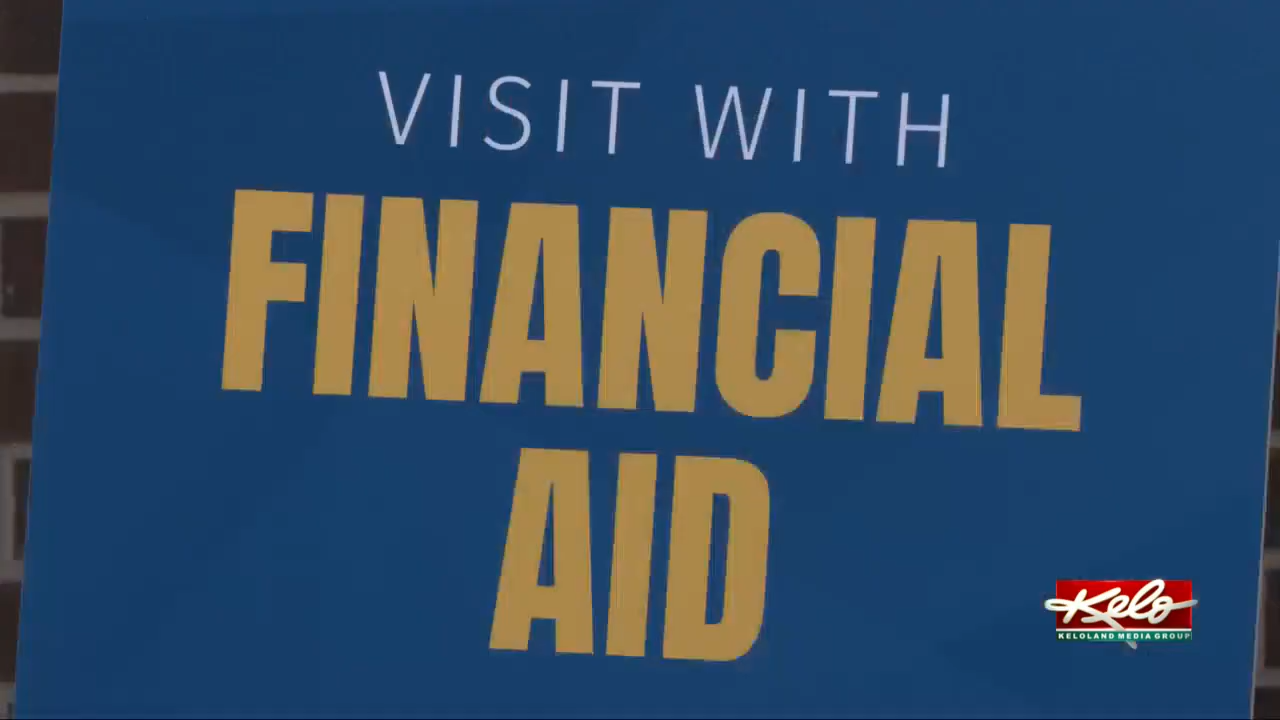 VISIT WITH
FINANCIAL
AID
Kelo
KELOLAND MEDIA GROUP